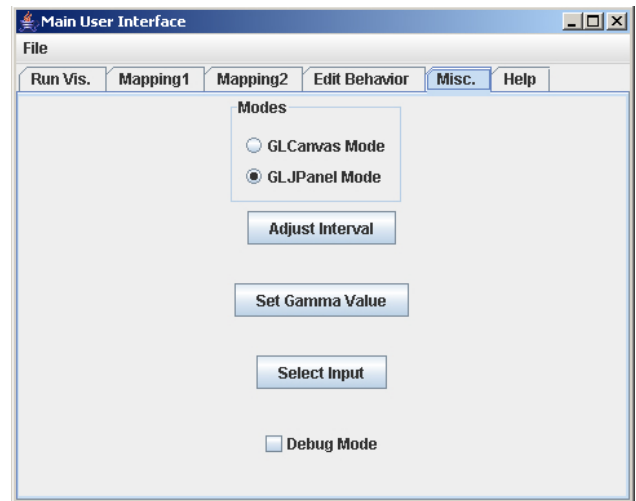 Main User Interface
File
Run Vis. Mapping1 Mapping2 Edit Behavior Misc. Help
Modes
GLCanvas Mode
GLJPanel Mode
Adjust Interval
Set Gamma Value
Select Input
Debug Mode